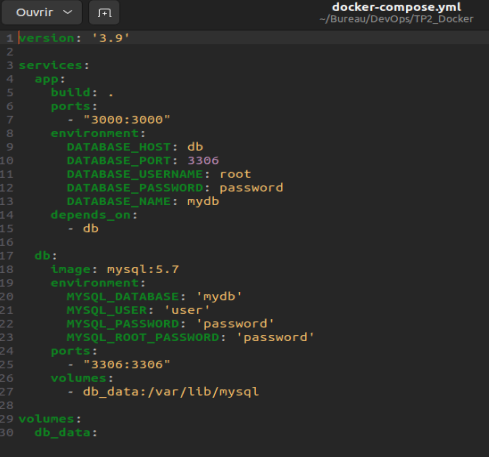 Ouvrir
docker-compose.yml
~/Bureau/DevOps/TP2_Docker
1 version: '3.9'
2
3 services:
4   app:
5     build: .
6     ports:
7       - "3000:3000"
8     environment:
9       DATABASE_HOST: db
10       DATABASE_PORT: 3306
11       DATABASE_USERNAME: root
12       DATABASE_PASSWORD: password
13       DATABASE_NAME: mydb
14     depends_on:
15       - db
16
17   db:
18     image: mysql:5.7
19     environment:
20       MYSQL_DATABASE: 'mydb'
21       MYSQL_USER: 'user'
22       MYSQL_PASSWORD: 'password'
23       MYSQL_ROOT_PASSWORD: 'password'
24     ports:
25       - "3306:3306"
26     volumes:
27       - db_data:/var/lib/mysql
28
29 volumes:
30   db_data: